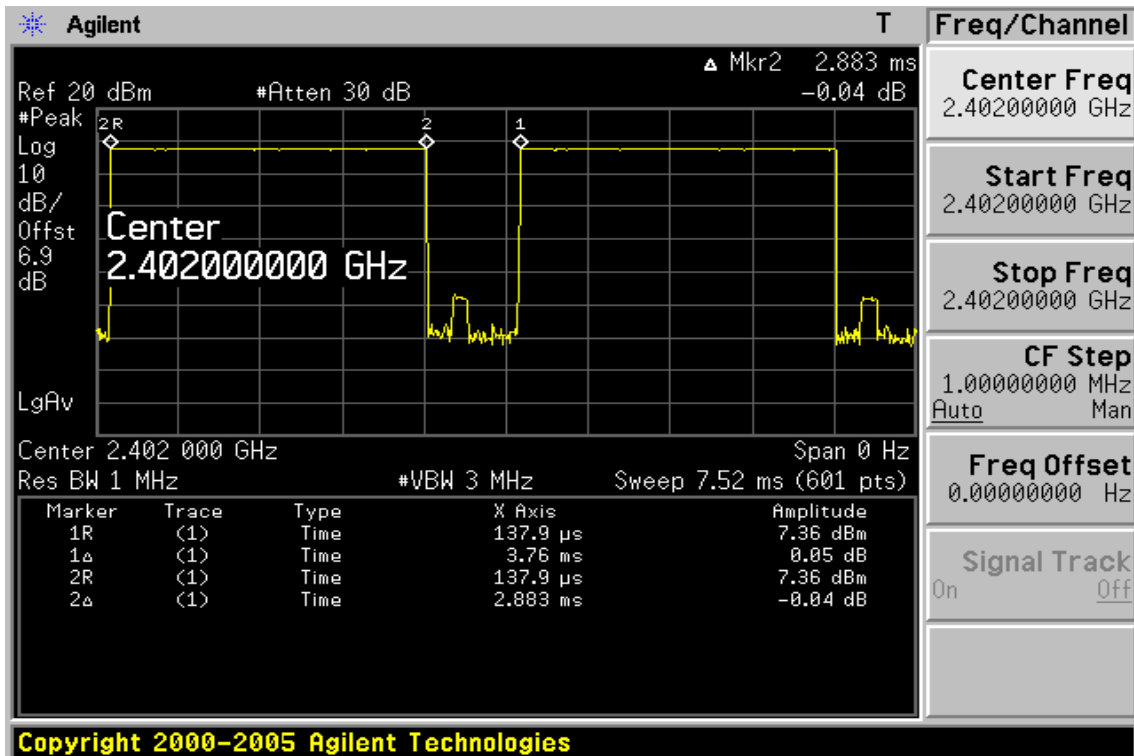 Agilent T
Freq/Channel
Δ Mkr2 2.883 ms
Ref 20 dBm #Atten 30 dB -0.04 dB
#Peak
Log
10
dB/
Offst
6.9
dB
LgAv
2R 2 1
Center
2.402000000 GHz
Center 2.402 000 GHz Span 0 Hz
Res BW 1 MHz #VBW 3 MHz Sweep 7.52 ms (601 pts)
Marker Trace Type X Axis Amplitude
1R (1) Time 137.9 µs 7.36 dBm
1Δ (1) Time 3.76 ms 0.05 dB
2R (1) Time 137.9 µs 7.36 dBm
2Δ (1) Time 2.883 ms -0.04 dB
Center Freq
2.40200000 GHz
Start Freq
2.40200000 GHz
Stop Freq
2.40200000 GHz
CF Step
1.00000000 MHz
Auto Man
Freq Offset
0.00000000 Hz
Signal Track
On Off
Copyright 2000-2005 Agilent Technologies